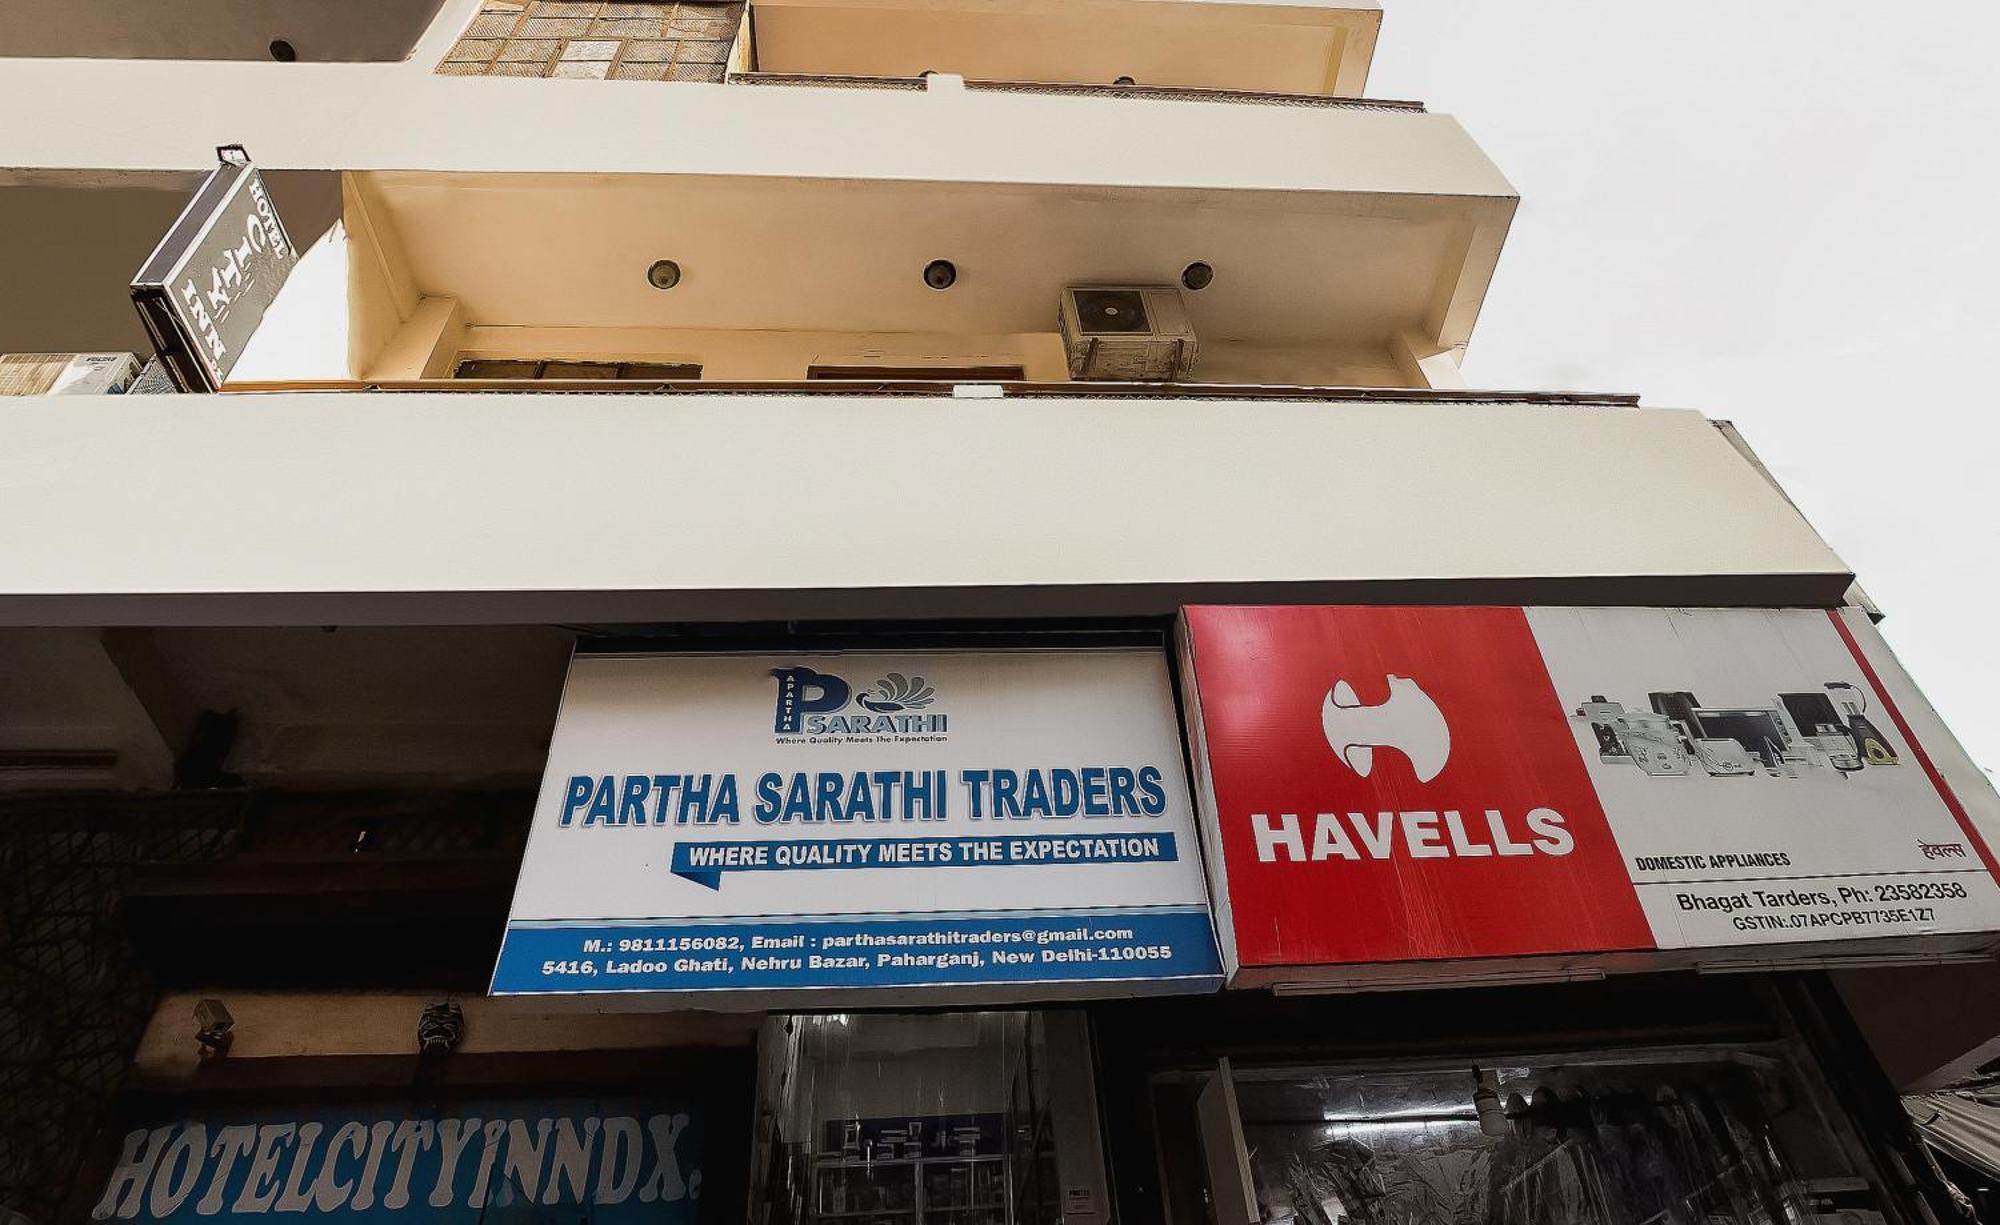 HOTEL
CITY
INN
VOLTAS
PARTHA
SARATHI
Where Quality Meets The Expectation
PARTHA SARATHI TRADERS
WHERE QUALITY MEETS THE EXPECTATION
M.: 9811156082, Email : parthasarathitraders@gmail.com
5416, Ladoo Ghati, Nehru Bazar, Paharganj, New Delhi-110055
HAVELLS
हैवल्स
DOMESTIC APPLIANCES
Bhagat Tarders, Ph: 23582358
GSTIN:.07APCPB7735E1Z7
HOTELCITYiNNDX.